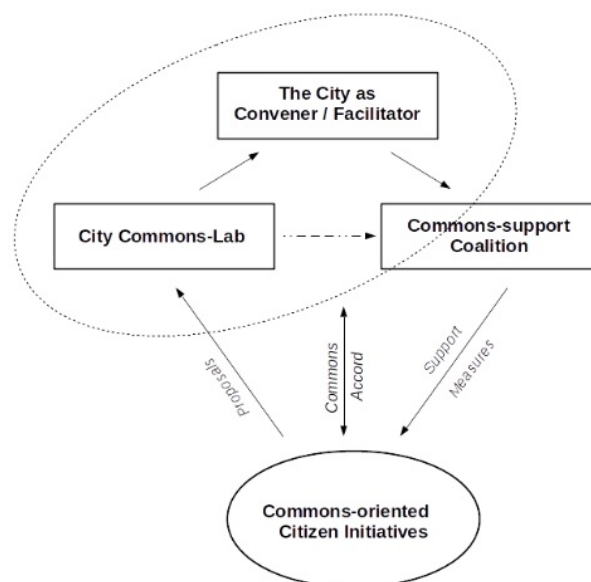 The City as
Convener / Facilitator
City Commons-Lab
Commons-support
Coalition
Proposals
Commons
Accord
Support
Measures
Commons-oriented
Citizen Initiatives